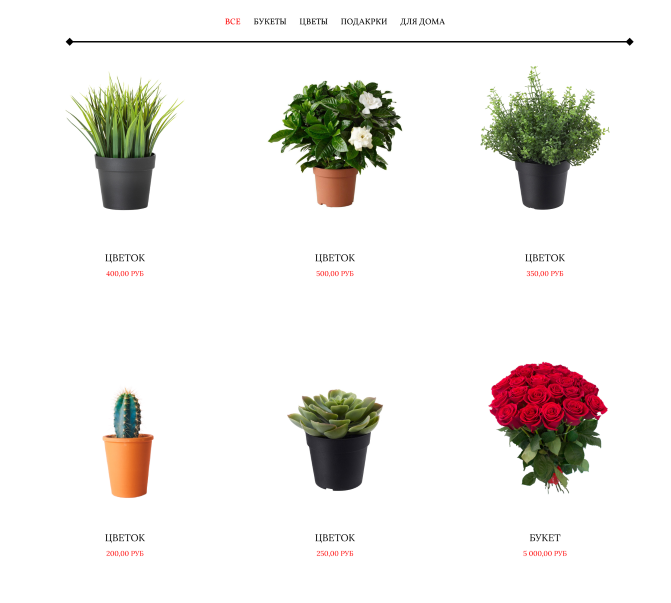 ВСЕ БУКЕТЫ ЦВЕТЫ ПОДАКРКИ ДЛЯ ДОМА
ЦВЕТОК ЦВЕТОК ЦВЕТОК
400,00 РУБ 500,00 РУБ 350,00 РУБ
ЦВЕТОК ЦВЕТОК БУКЕТ
200,00 РУБ 250,00 РУБ 5 000,00 РУБ